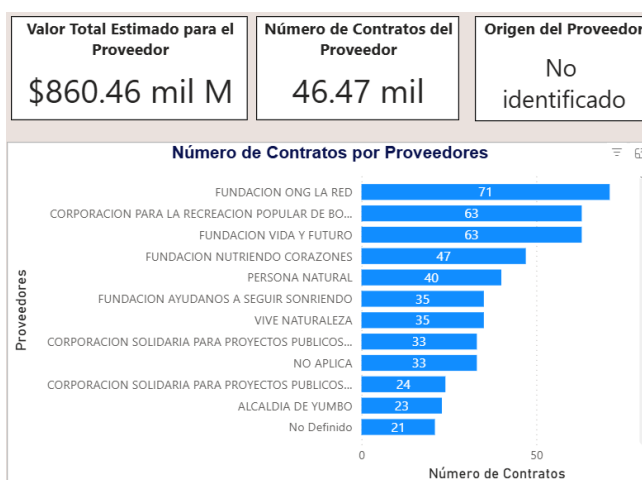 Valor Total Estimado para el
Proveedor
$860.46 mil M
Número de Contratos del
Proveedor
46.47 mil
Origen del Proveedor
No
identificado
Número de Contratos por Proveedores
Proveedores
FUNDACION ONG LA RED 71
CORPORACION PARA LA RECREACION POPULAR DE BO... 63
FUNDACION VIDA Y FUTURO 63
FUNDACION NUTRIENDO CORAZONES 47
PERSONA NATURAL 40
FUNDACION AYUDANOS A SEGUIR SONRIENDO 35
VIVE NATURALEZA 35
CORPORACION SOLIDARIA PARA PROYECTOS PUBLICOS... 33
NO APLICA 33
CORPORACION SOLIDARIA PARA PROYECTOS PUBLICOS... 24
ALCALDIA DE YUMBO 23
No Definido 21
0 50
Número de Contratos